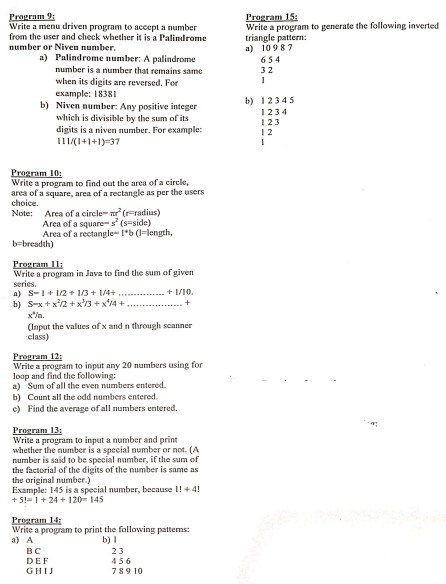 Program 9:
Write a menu driven program to accept a number
from the user and check whether it is a Palindrome
number or Niven number.
a) Palindrome number: A palindrome
number is a number that remains same
when its digits are reversed. For
example: 18381
b) Niven number: Any positive integer
which is divisible by the sum of its
digits is a niven number. For example:
111/(1+1+1)=37
Program 10:
Write a program to find out the area of a circle,
area of a square, area of a rectangle as per the users
choice.
Note: Area of a circle= πr² (r=radius)
Area of a square= s² (s=side)
Area of a rectangle= l*b (l=length,
b=breadth)
Program 11:
Write a program in Java to find the sum of given
series.
a) S= 1 + 1/2 + 1/3 + 1/4+ ................ + 1/10.
b) S=x + x²/2 + x³/3 + x⁴/4 + ................... +
xⁿ/n.
(Input the values of x and n through scanner
class)
Program 12:
Write a program to input any 20 numbers using for
loop and find the following:
a) Sum of all the even numbers entered.
b) Count all the odd numbers entered.
c) Find the average of all numbers entered.
Program 13:
Write a program to input a number and print
whether the number is a special number or not. (A
number is said to be special number, if the sum of
the factorial of the digits of the number is same as
the original number.)
Example: 145 is a special number, because 1! + 4!
+ 5!= 1 + 24 + 120= 145
Program 14:
Write a program to print the following patterns:
a) A b) 1
B C 2 3
D E F 4 5 6
G H I J 7 8 9 10
Program 15:
Write a program to generate the following inverted
triangle pattern:
a) 10 9 8 7
6 5 4
3 2
1
b) 1 2 3 4 5
1 2 3 4
1 2 3
1 2
1